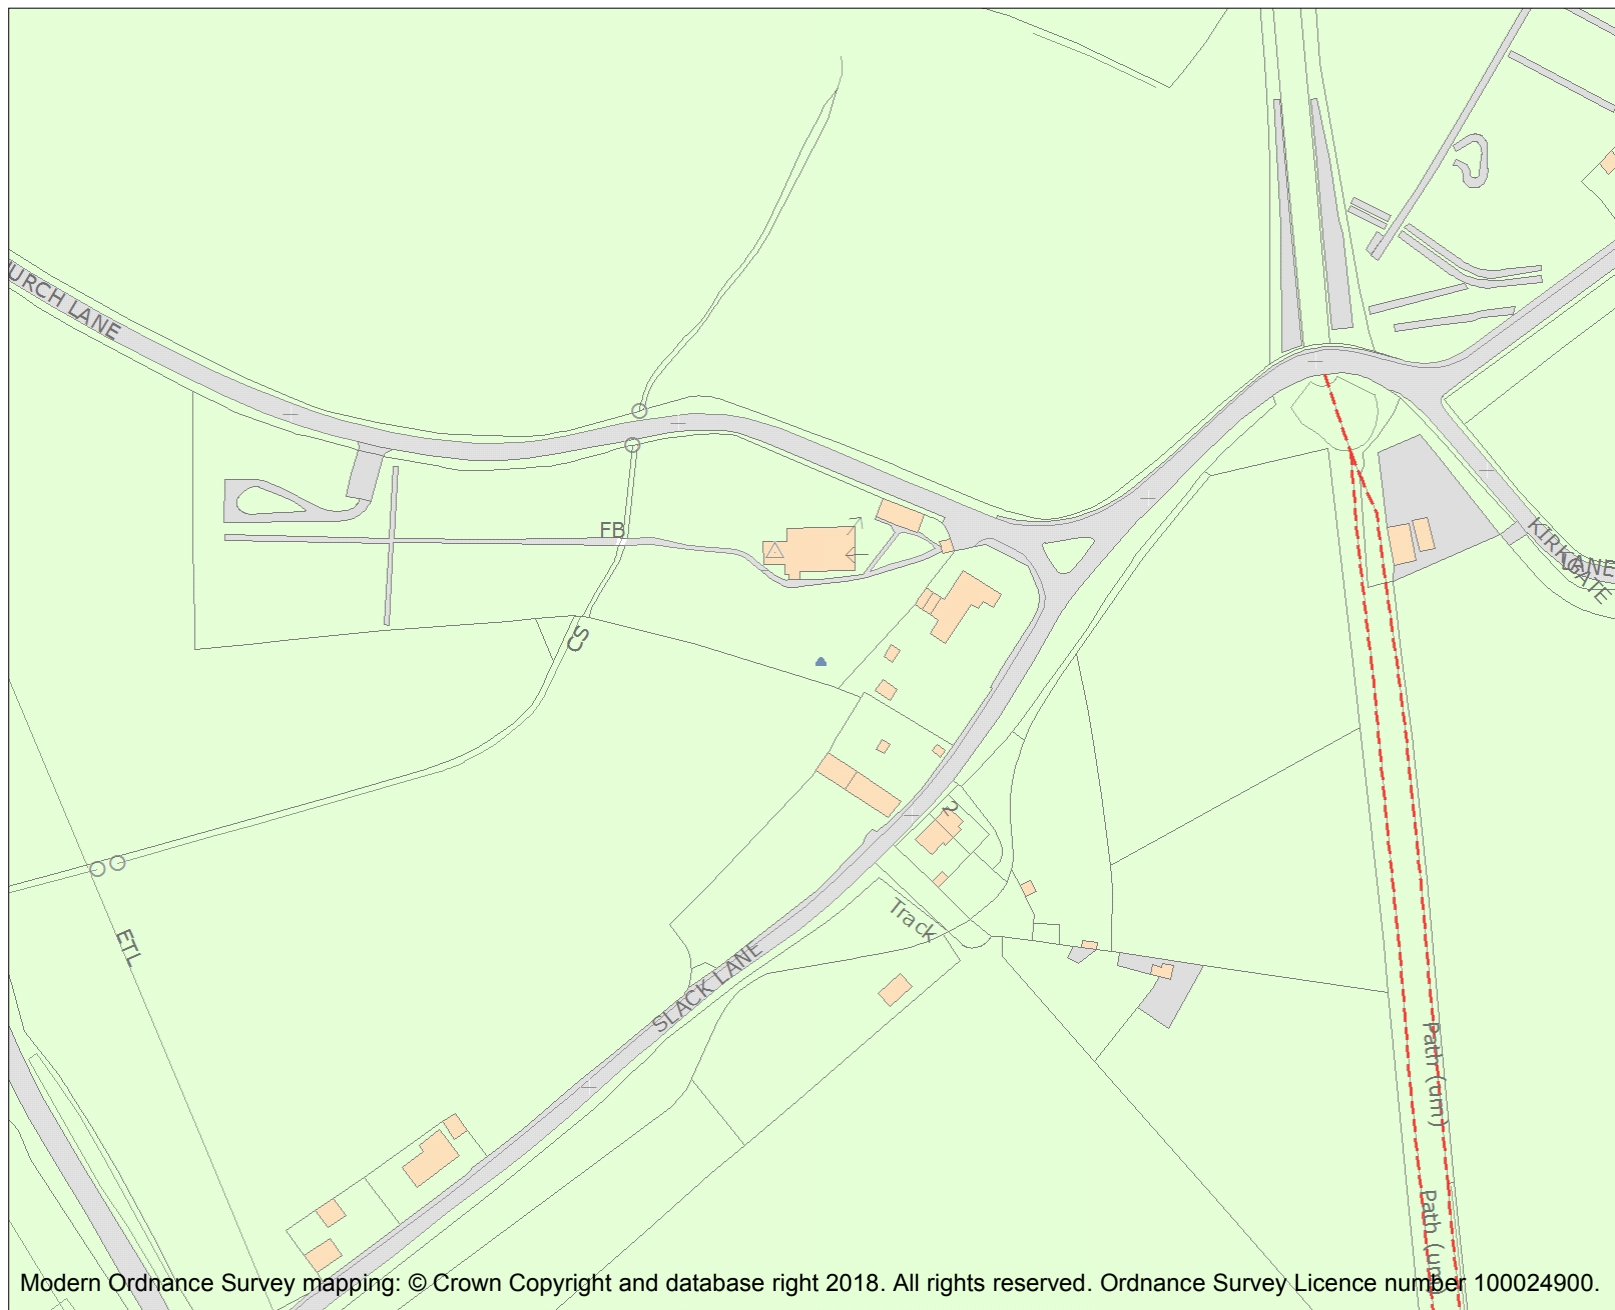 URCH LANE
FB
CS
KIRKGATE
LANE
2
Track
ETL
SLACK LANE
Path (um)
Path (um)
Modern Ordnance Survey mapping: © Crown Copyright and database right 2018. All rights reserved. Ordnance Survey Licence number 100024900.